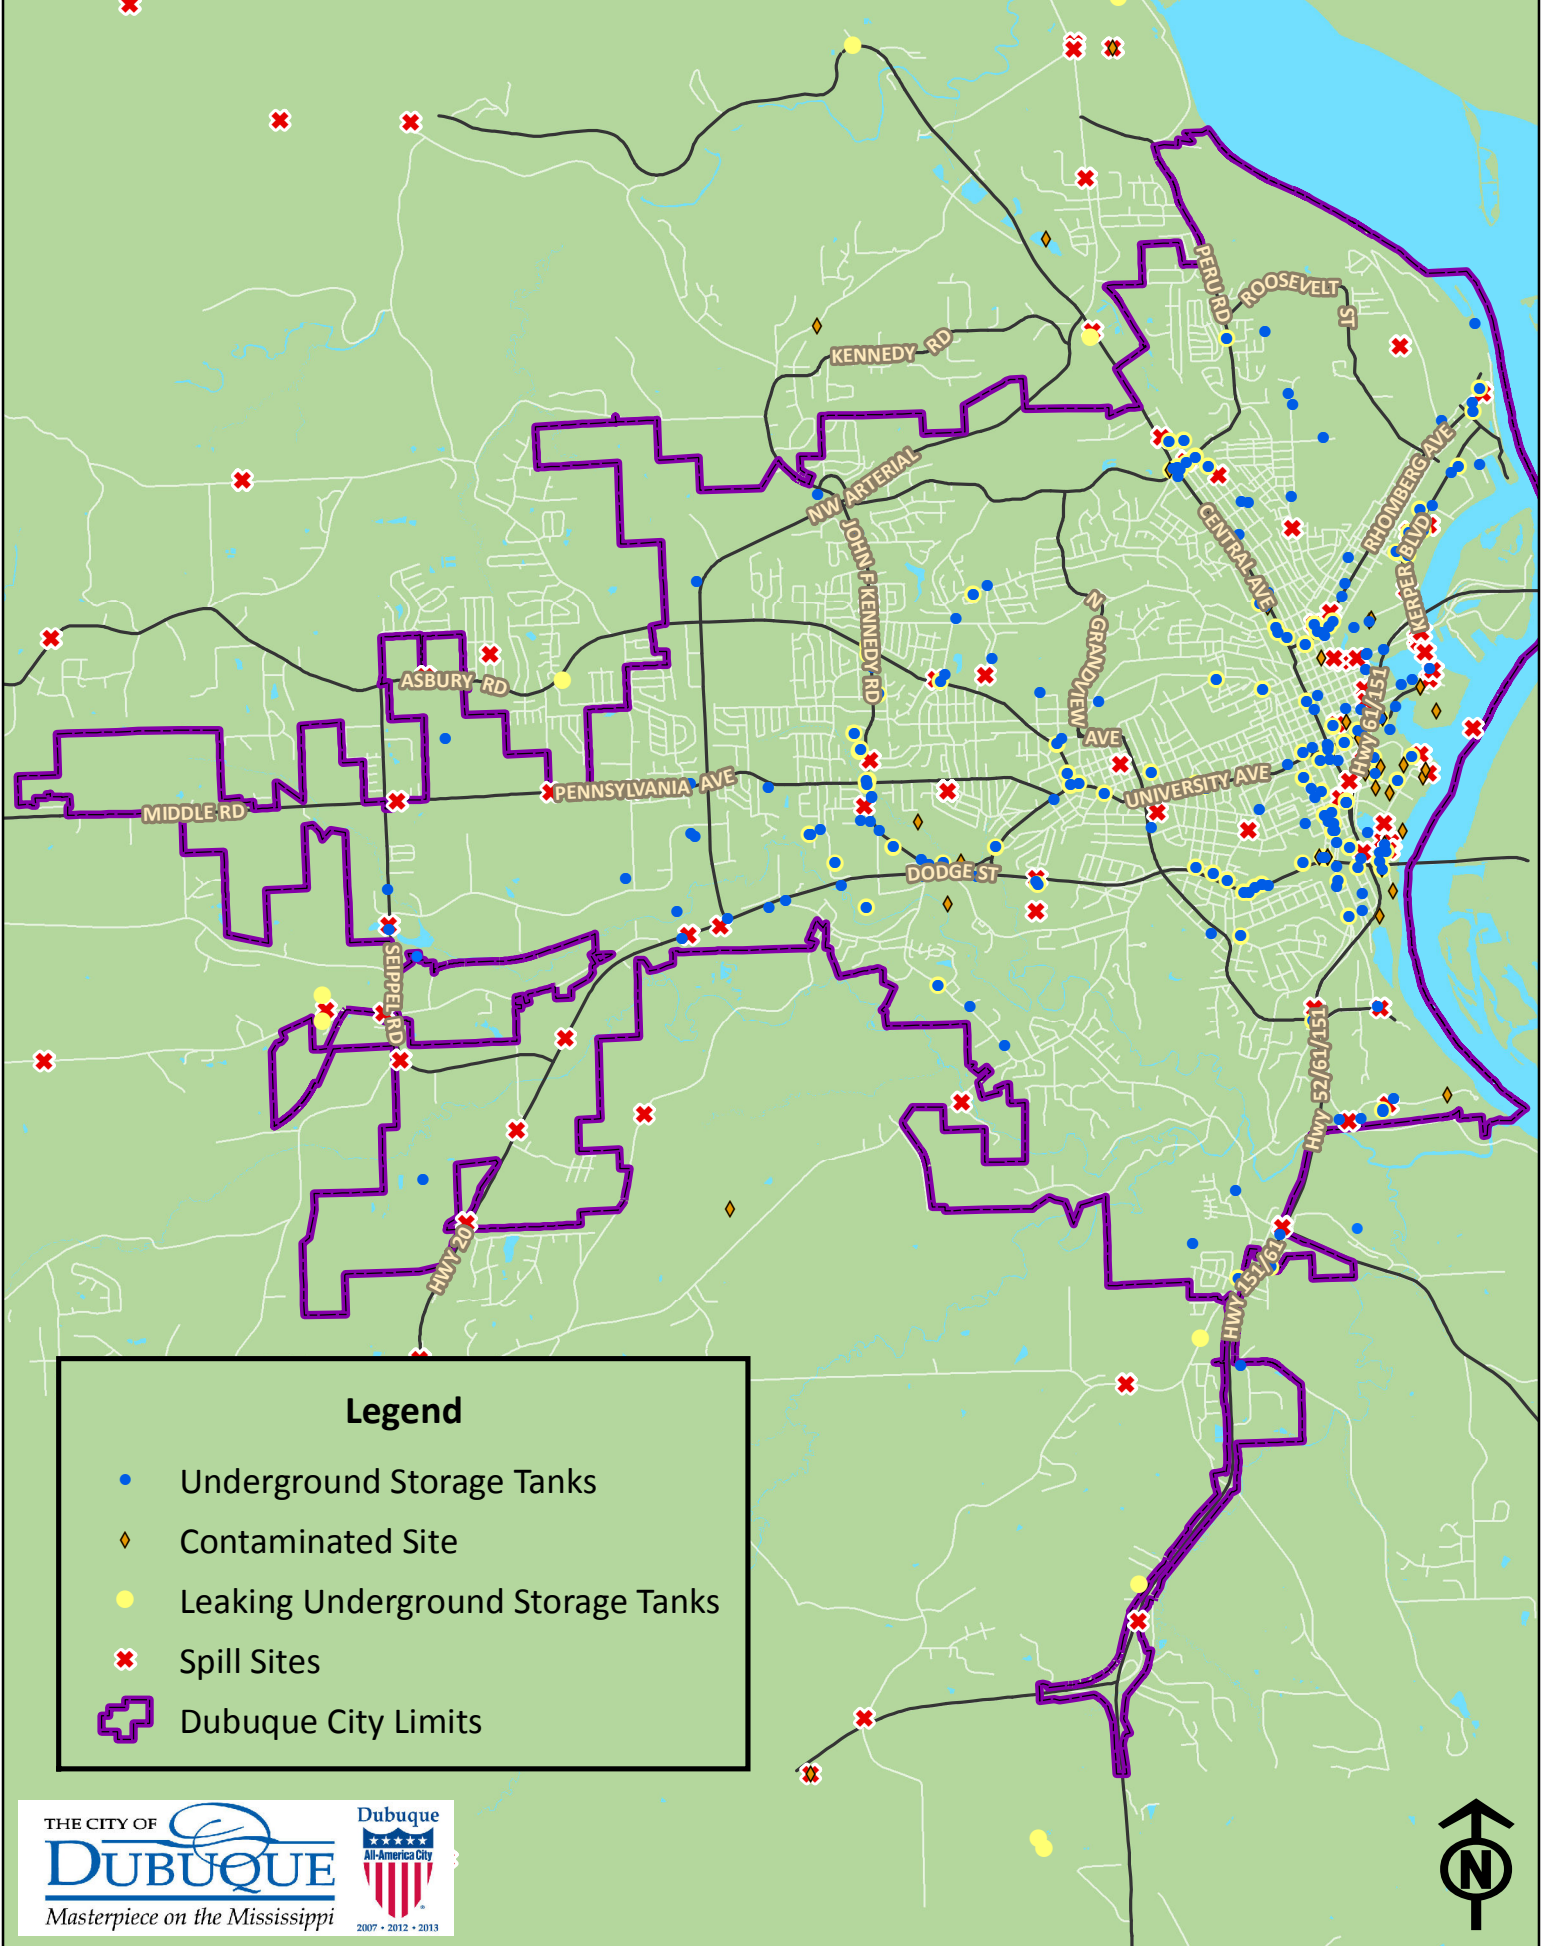 PERU RD
ROOSEVELT ST
KENNEDY RD
NW ARTERIAL
JOHN F KENNEDY RD
CENTRAL AVE
RHOMBERG AVE
KERPER BLVD
N GRANDVIEW AVE
ASBURY RD
HWY 61/151
PENNSYLVANIA AVE
UNIVERSITY AVE
MIDDLE RD
DODGE ST
SEIPPEL RD
Hwy 52/61/151
HWY 20
HWY 151/61
Legend
Underground Storage Tanks
Contaminated Site
Leaking Underground Storage Tanks
Spill Sites
Dubuque City Limits
THE CITY OF
DUBUQUE
Masterpiece on the Mississippi
Dubuque
All-America City
2007 • 2012 • 2013
N